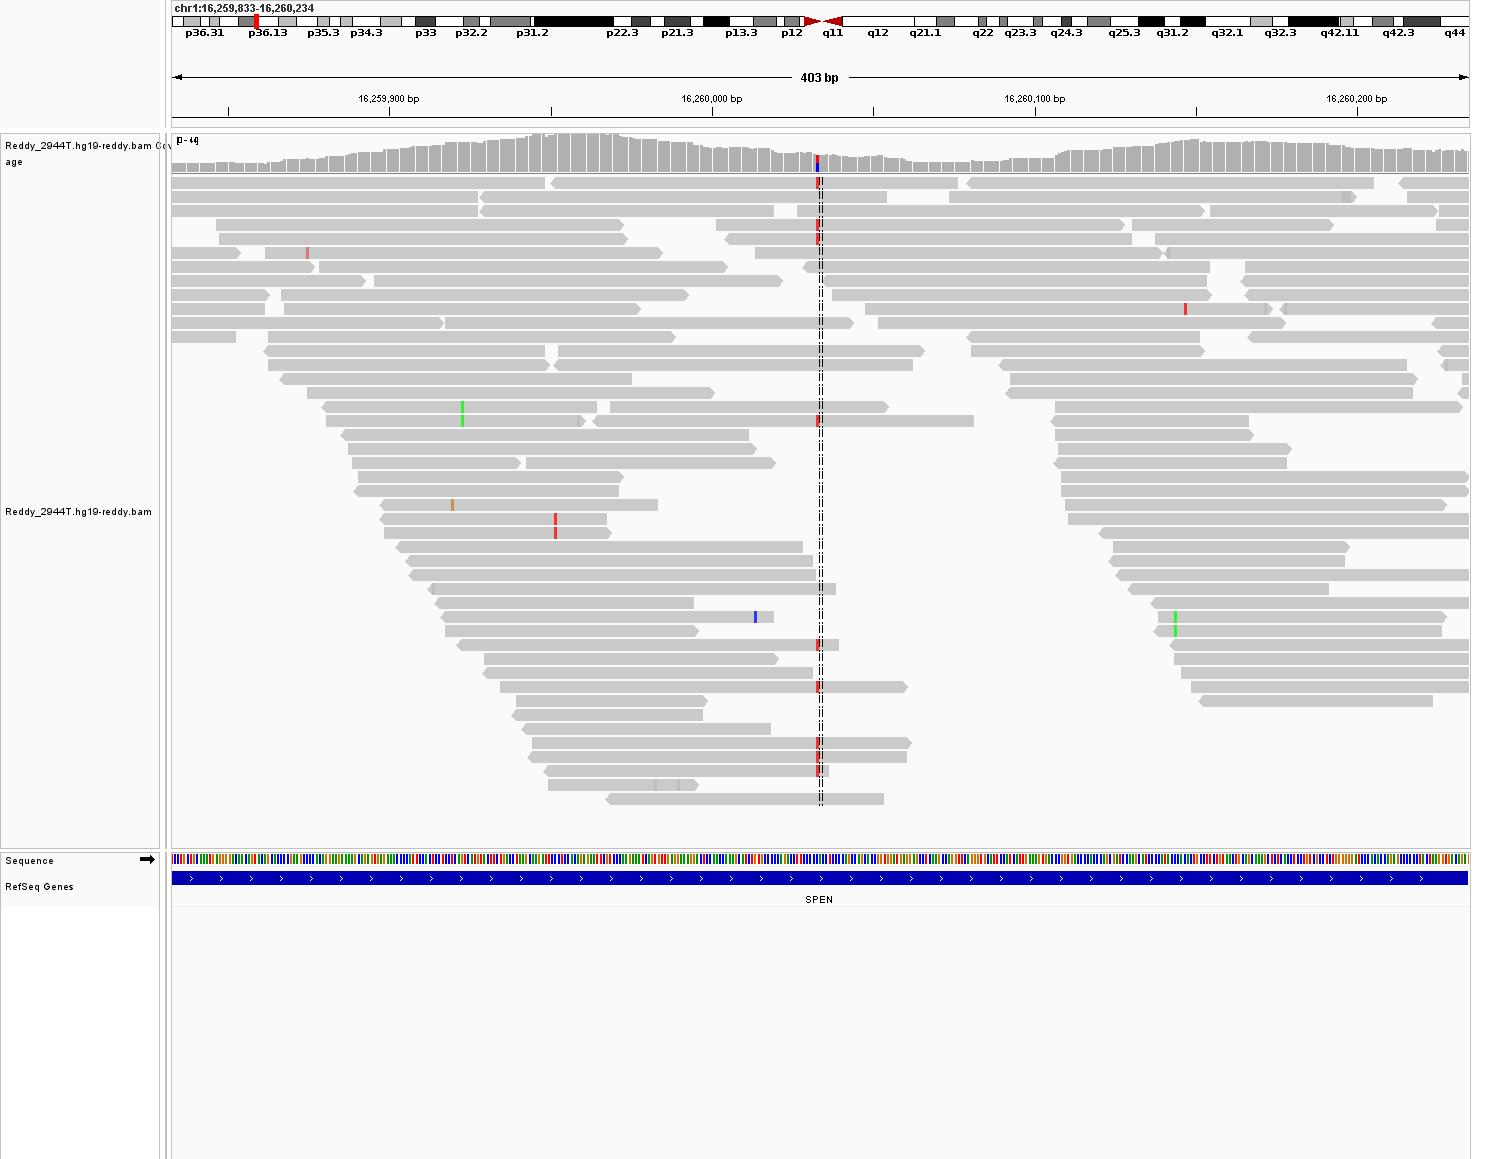 chr1:16,259,833-16,260,234
p36.31 p36.13 p35.3 p34.3 p33 p32.2 p31.2 p22.3 p21.3 p13.3 p12 q11 q12 q21.1 q22 q23.3 q24.3 q25.3 q31.2 q32.1 q32.3 q42.11 q42.3 q44
403 bp
16,259,900 bp 16,260,000 bp 16,260,100 bp 16,260,200 bp
[0 - 44]
Reddy_2944T.hg19-reddy.bam Cov
age
Reddy_2944T.hg19-reddy.bam
Sequence
RefSeq Genes
SPEN